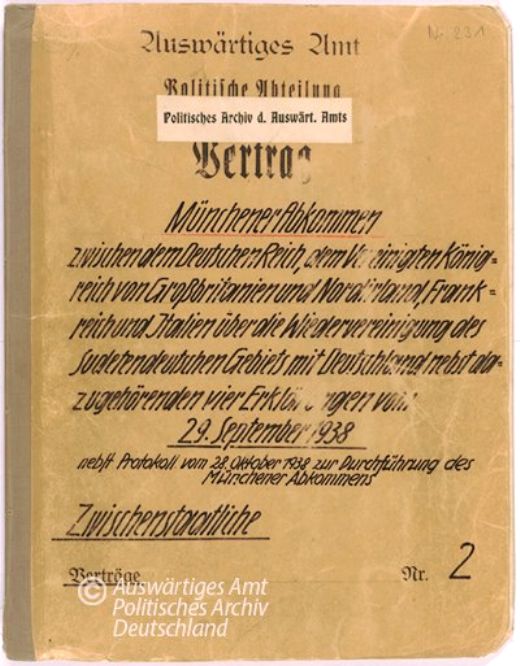 Nr. 231
Auswärtiges Amt
Politische Abteilung
Politisches Archiv d. Auswärt. Amts
Vertrag
Münchener Abkommen
zwischen dem Deutschen Reich, dem Vereinigten König=
reich von Großbritanien und Nordirland, Frank=
reich und Italien über die Wiedervereinigung des
sudetendeutschen Gebiets mit Deutschland nebst da=
zugehörenden vier Erklärungen vom
29. September 1938
nebst Protokoll vom 28. Oktober 1938 zur Durchführung des
Münchener Abkommens
Zwischenstaatliche
Verträge Nr. 2
© Auswärtiges Amt
Politisches Archiv
Deutschland